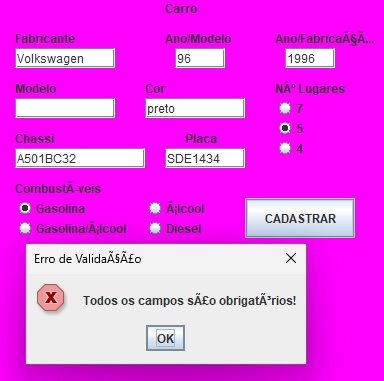 Carro
Fabricante Ano/Modelo Ano/FabricaÃ§Ã...
Volkswagen 96 1996
Modelo Cor NÂº Lugares
preto 7
5
Chassi Placa 4
A501BC32 SDE1434
CombustÃ­veis
Gasolina Ã¡lcool CADASTRAR
Gasolina/Ã¡lcool Diesel
Erro de ValidaÃ§Ã£o
Todos os campos sÃ£o obrigatÃ³rios!
OK